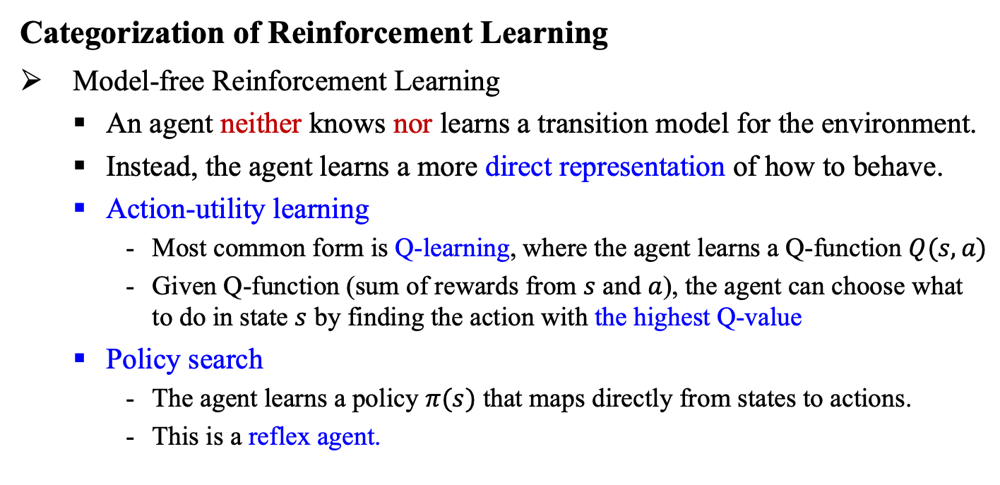 Categorization of Reinforcement Learning
➢ Model-free Reinforcement Learning
▪ An agent neither knows nor learns a transition model for the environment.
▪ Instead, the agent learns a more direct representation of how to behave.
▪ Action-utility learning
- Most common form is Q-learning, where the agent learns a Q-function Q(s, a)
- Given Q-function (sum of rewards from s and a), the agent can choose what
to do in state s by finding the action with the highest Q-value
▪ Policy search
- The agent learns a policy π(s) that maps directly from states to actions.
- This is a reflex agent.